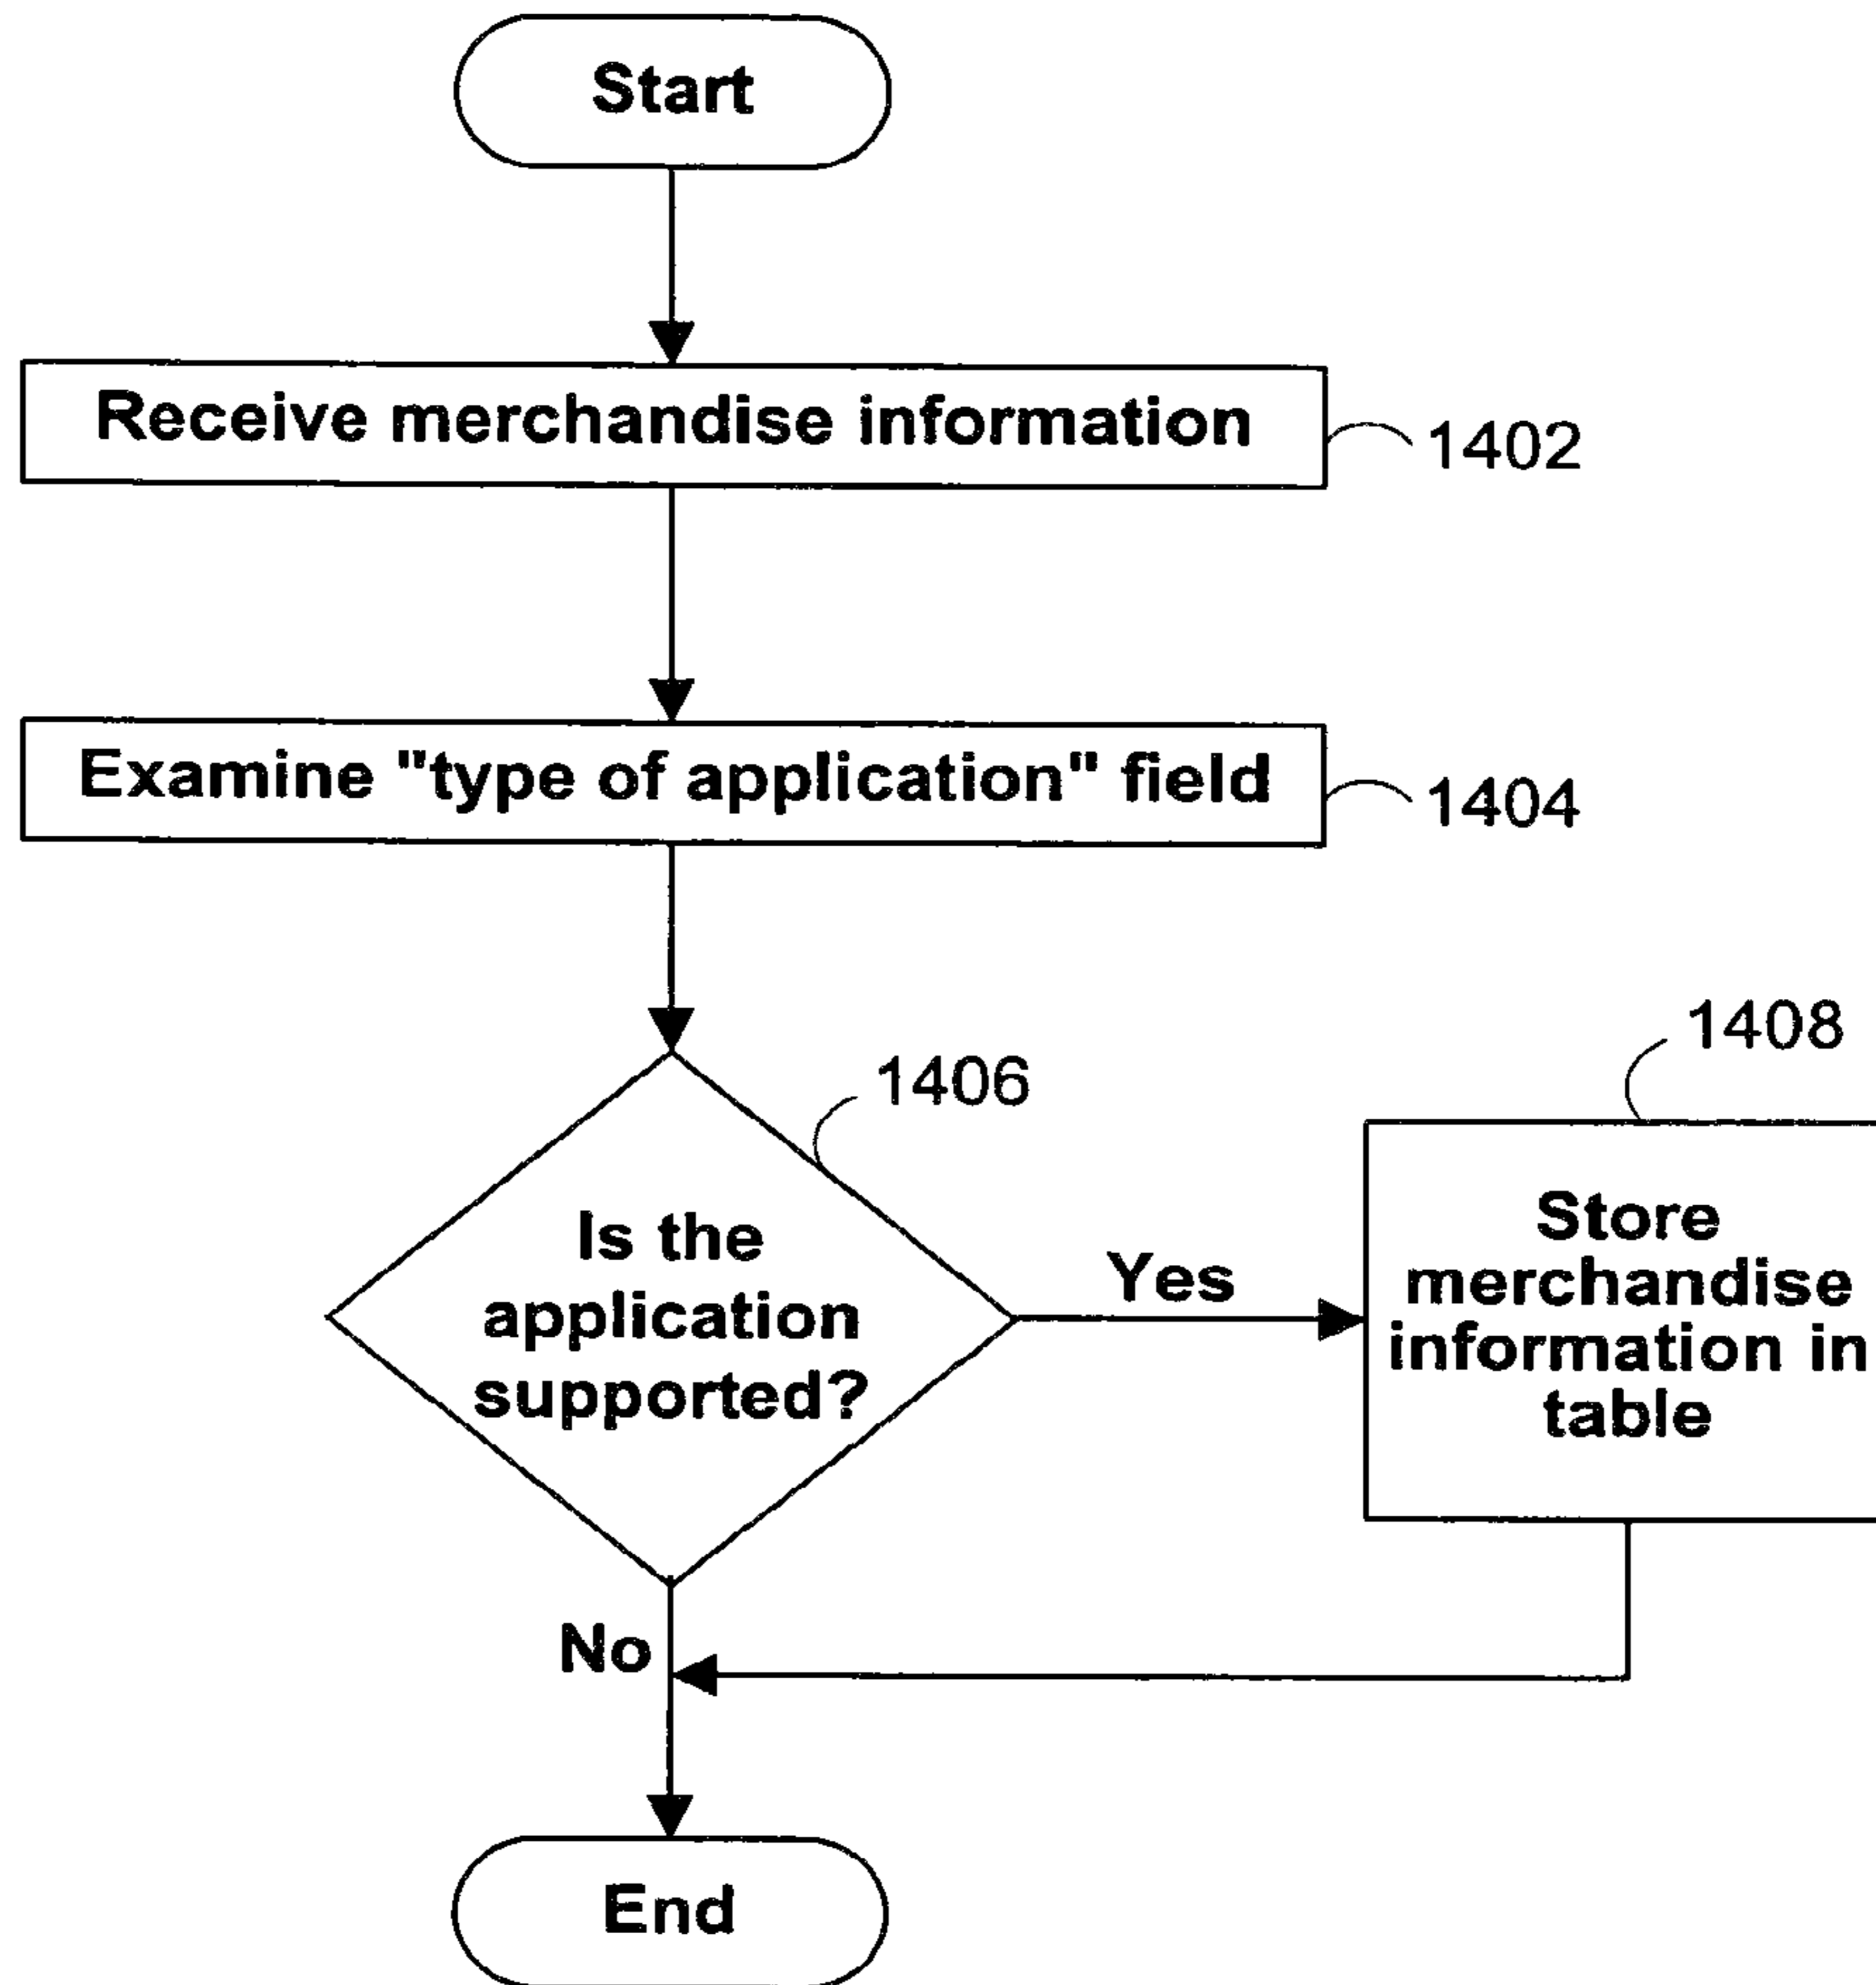 Start
Receive merchandise information
1402
Examine "type of application" field
1404
1406
Is the
application
supported?
Yes
1408
Store
merchandise
information in
table
No
End